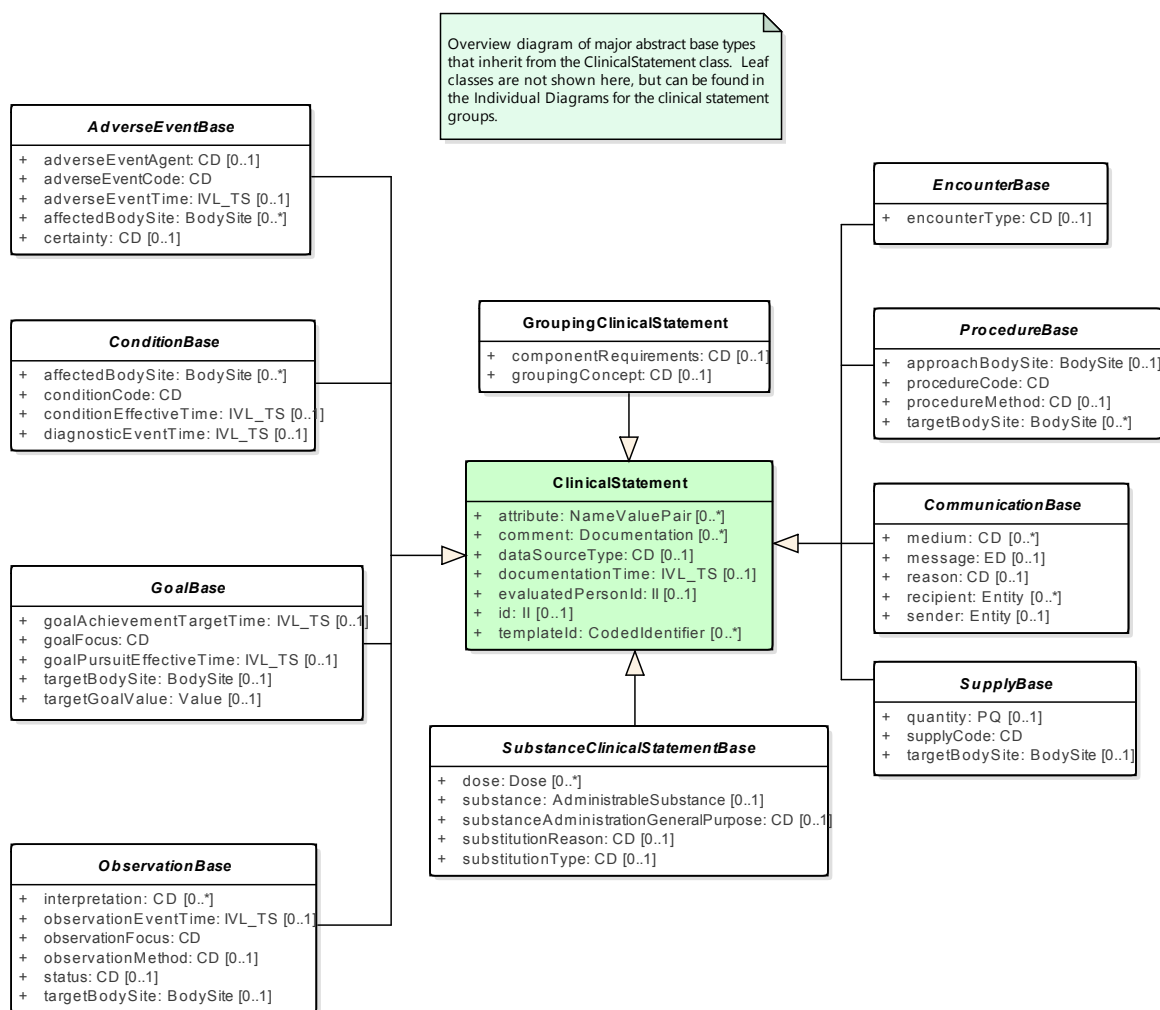 Overview diagram of major abstract base types
that inherit from the ClinicalStatement class.  Leaf
classes are not shown here, but can be found in
the Individual Diagrams for the clinical statement
groups.
AdverseEventBase
+ adverseEventAgent: CD [0..1]
+ adverseEventCode: CD
+ adverseEventTime: IVL_TS [0..1]
+ affectedBodySite: BodySite [0..*]
+ certainty: CD [0..1]
ConditionBase
+ affectedBodySite: BodySite [0..*]
+ conditionCode: CD
+ conditionEffectiveTime: IVL_TS [0..1]
+ diagnosticEventTime: IVL_TS [0..1]
GoalBase
+ goalAchievementTargetTime: IVL_TS [0..1]
+ goalFocus: CD
+ goalPursuitEffectiveTime: IVL_TS [0..1]
+ targetBodySite: BodySite [0..1]
+ targetGoalValue: Value [0..1]
ObservationBase
+ interpretation: CD [0..*]
+ observationEventTime: IVL_TS [0..1]
+ observationFocus: CD
+ observationMethod: CD [0..1]
+ status: CD [0..1]
+ targetBodySite: BodySite [0..1]
GroupingClinicalStatement
+ componentRequirements: CD [0..1]
+ groupingConcept: CD [0..1]
ClinicalStatement
+ attribute: NameValuePair [0..*]
+ comment: Documentation [0..*]
+ dataSourceType: CD [0..1]
+ documentationTime: IVL_TS [0..1]
+ evaluatedPersonId: II [0..1]
+ id: II [0..1]
+ templateId: CodedIdentifier [0..*]
SubstanceClinicalStatementBase
+ dose: Dose [0..*]
+ substance: AdministrableSubstance [0..1]
+ substanceAdministrationGeneralPurpose: CD [0..1]
+ substitutionReason: CD [0..1]
+ substitutionType: CD [0..1]
EncounterBase
+ encounterType: CD [0..1]
ProcedureBase
+ approachBodySite: BodySite [0..1]
+ procedureCode: CD
+ procedureMethod: CD [0..1]
+ targetBodySite: BodySite [0..*]
CommunicationBase
+ medium: CD [0..*]
+ message: ED [0..1]
+ reason: CD [0..1]
+ recipient: Entity [0..*]
+ sender: Entity [0..1]
SupplyBase
+ quantity: PQ [0..1]
+ supplyCode: CD
+ targetBodySite: BodySite [0..1]